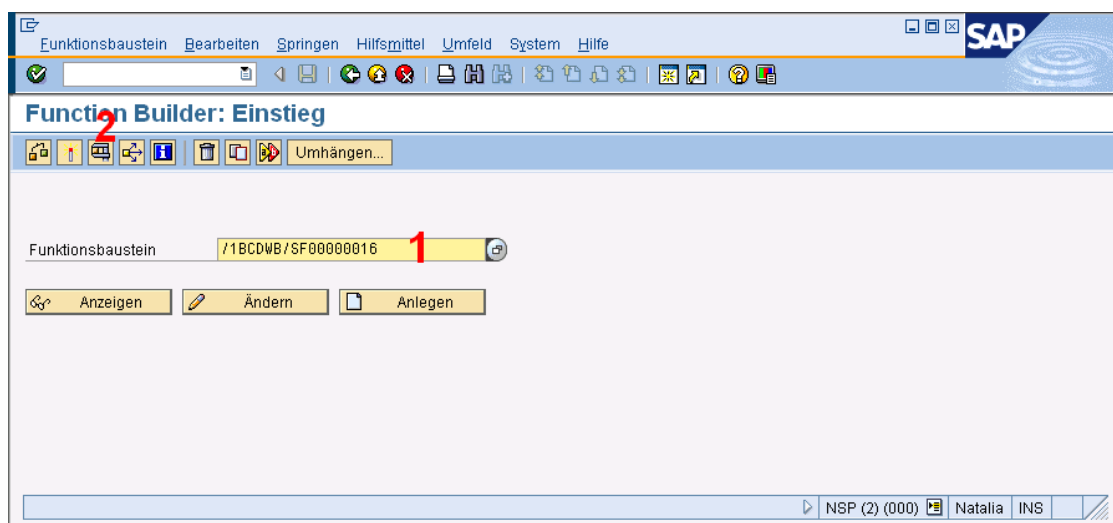 Funktionsbaustein Bearbeiten Springen Hilfsmittel Umfeld System Hilfe
SAP
Function Builder: Einstieg
2
Umhängen...
Funktionsbaustein /1BCDWB/SF00000016 1
Anzeigen Ändern Anlegen
NSP (2) (000) Natalia INS